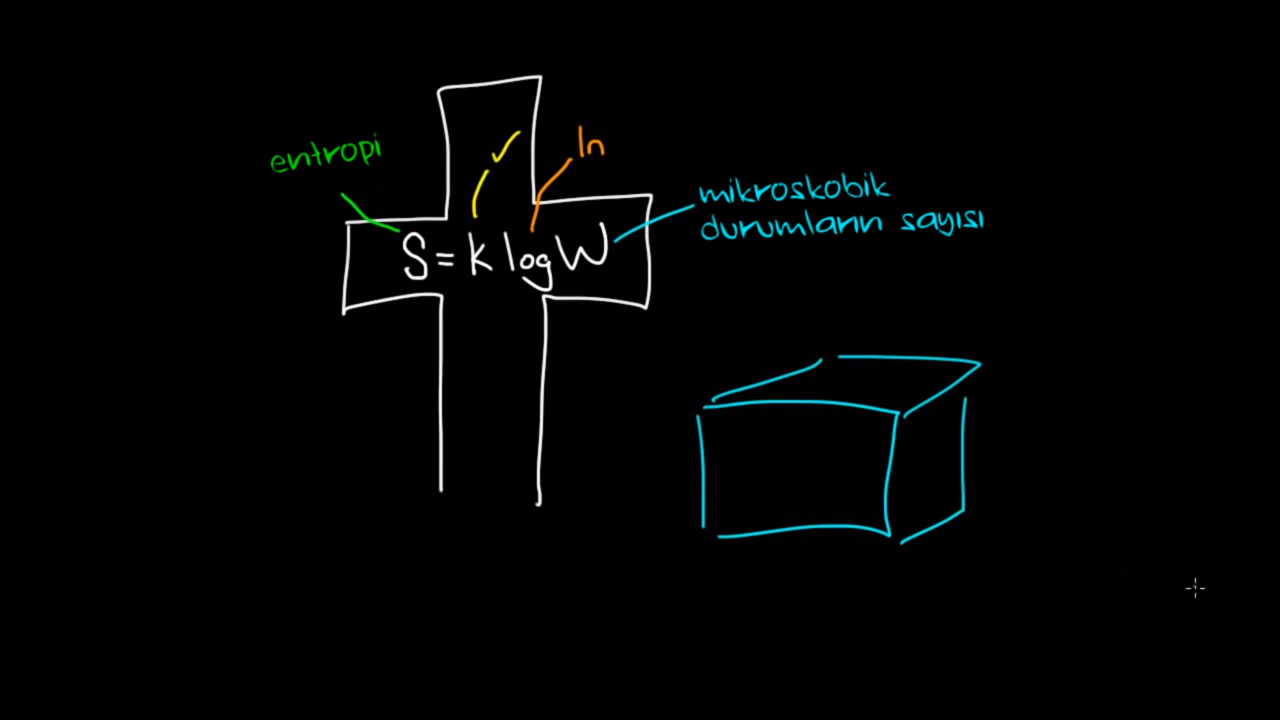 entropi
ln
mikroskobik
durumların sayısı
S = k log W